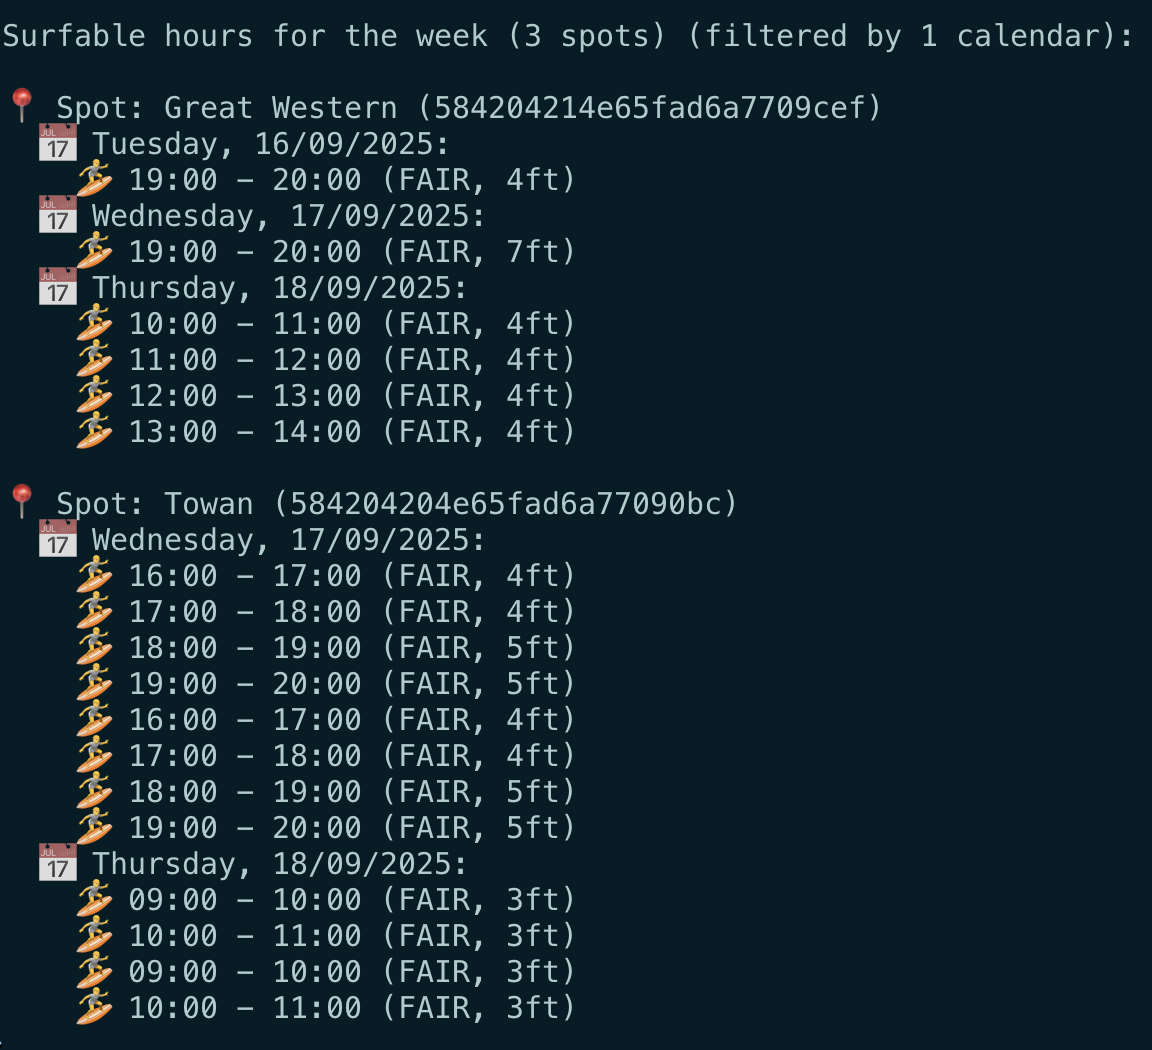 Surfable hours for the week (3 spots) (filtered by 1 calendar):
📍 Spot: Great Western (584204214e65fad6a7709cef)
📅 Tuesday, 16/09/2025:
🏄 19:00 - 20:00 (FAIR, 4ft)
📅 Wednesday, 17/09/2025:
🏄 19:00 - 20:00 (FAIR, 7ft)
📅 Thursday, 18/09/2025:
🏄 10:00 - 11:00 (FAIR, 4ft)
🏄 11:00 - 12:00 (FAIR, 4ft)
🏄 12:00 - 13:00 (FAIR, 4ft)
🏄 13:00 - 14:00 (FAIR, 4ft)
📍 Spot: Towan (584204204e65fad6a77090bc)
📅 Wednesday, 17/09/2025:
🏄 16:00 - 17:00 (FAIR, 4ft)
🏄 17:00 - 18:00 (FAIR, 4ft)
🏄 18:00 - 19:00 (FAIR, 5ft)
🏄 19:00 - 20:00 (FAIR, 5ft)
🏄 16:00 - 17:00 (FAIR, 4ft)
🏄 17:00 - 18:00 (FAIR, 4ft)
🏄 18:00 - 19:00 (FAIR, 5ft)
🏄 19:00 - 20:00 (FAIR, 5ft)
📅 Thursday, 18/09/2025:
🏄 09:00 - 10:00 (FAIR, 3ft)
🏄 10:00 - 11:00 (FAIR, 3ft)
🏄 09:00 - 10:00 (FAIR, 3ft)
🏄 10:00 - 11:00 (FAIR, 3ft)